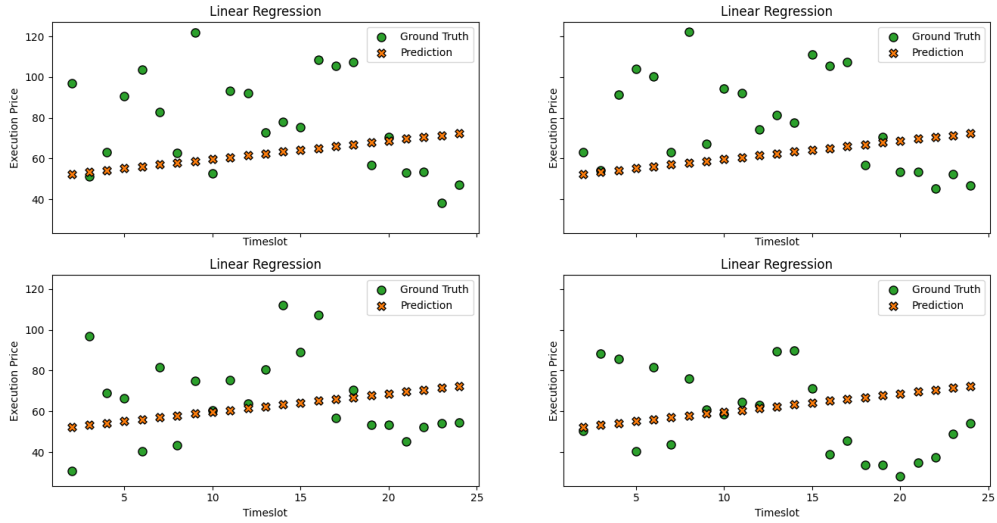 Linear Regression
Execution Price
120
100
80
60
40
Ground Truth
Prediction
Timeslot
Linear Regression
Execution Price
Ground Truth
Prediction
Timeslot
Linear Regression
Execution Price
120
100
80
60
40
Ground Truth
Prediction
5 10 15 20 25
Timeslot
Linear Regression
Execution Price
Ground Truth
Prediction
5 10 15 20 25
Timeslot